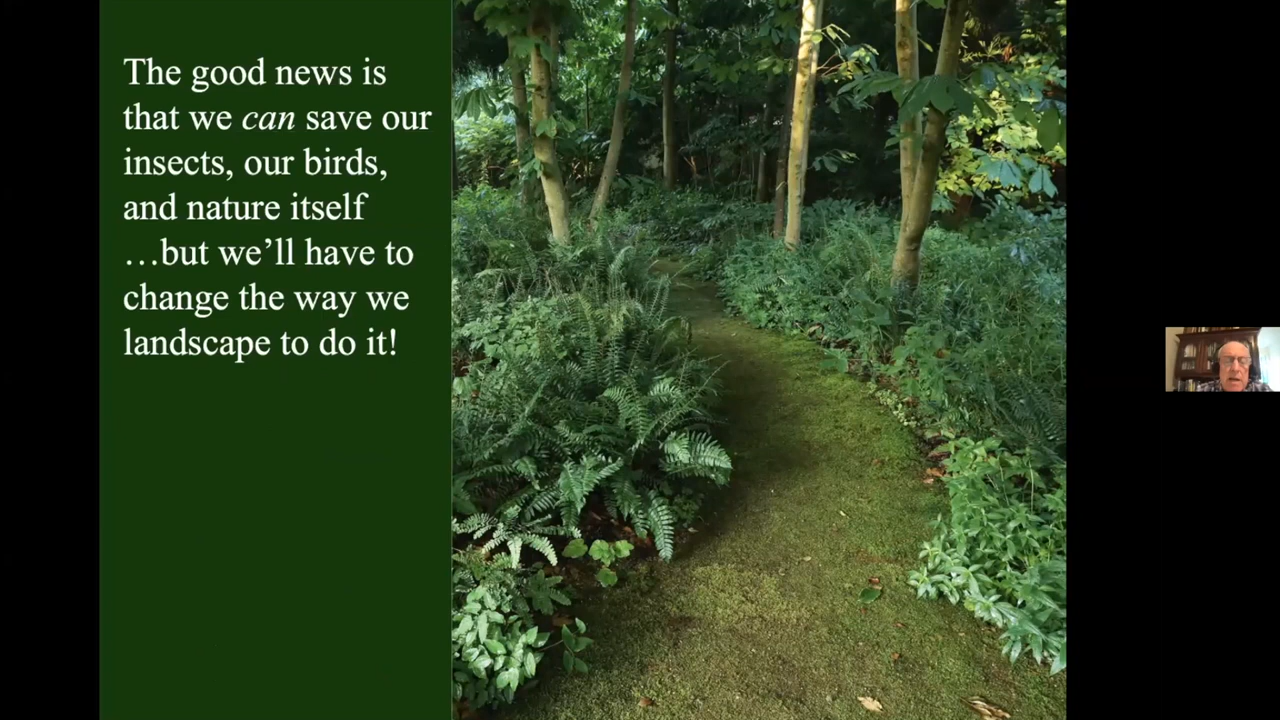 The good news is
that we can save our
insects, our birds,
and nature itself
…but we’ll have to
change the way we
landscape to do it!